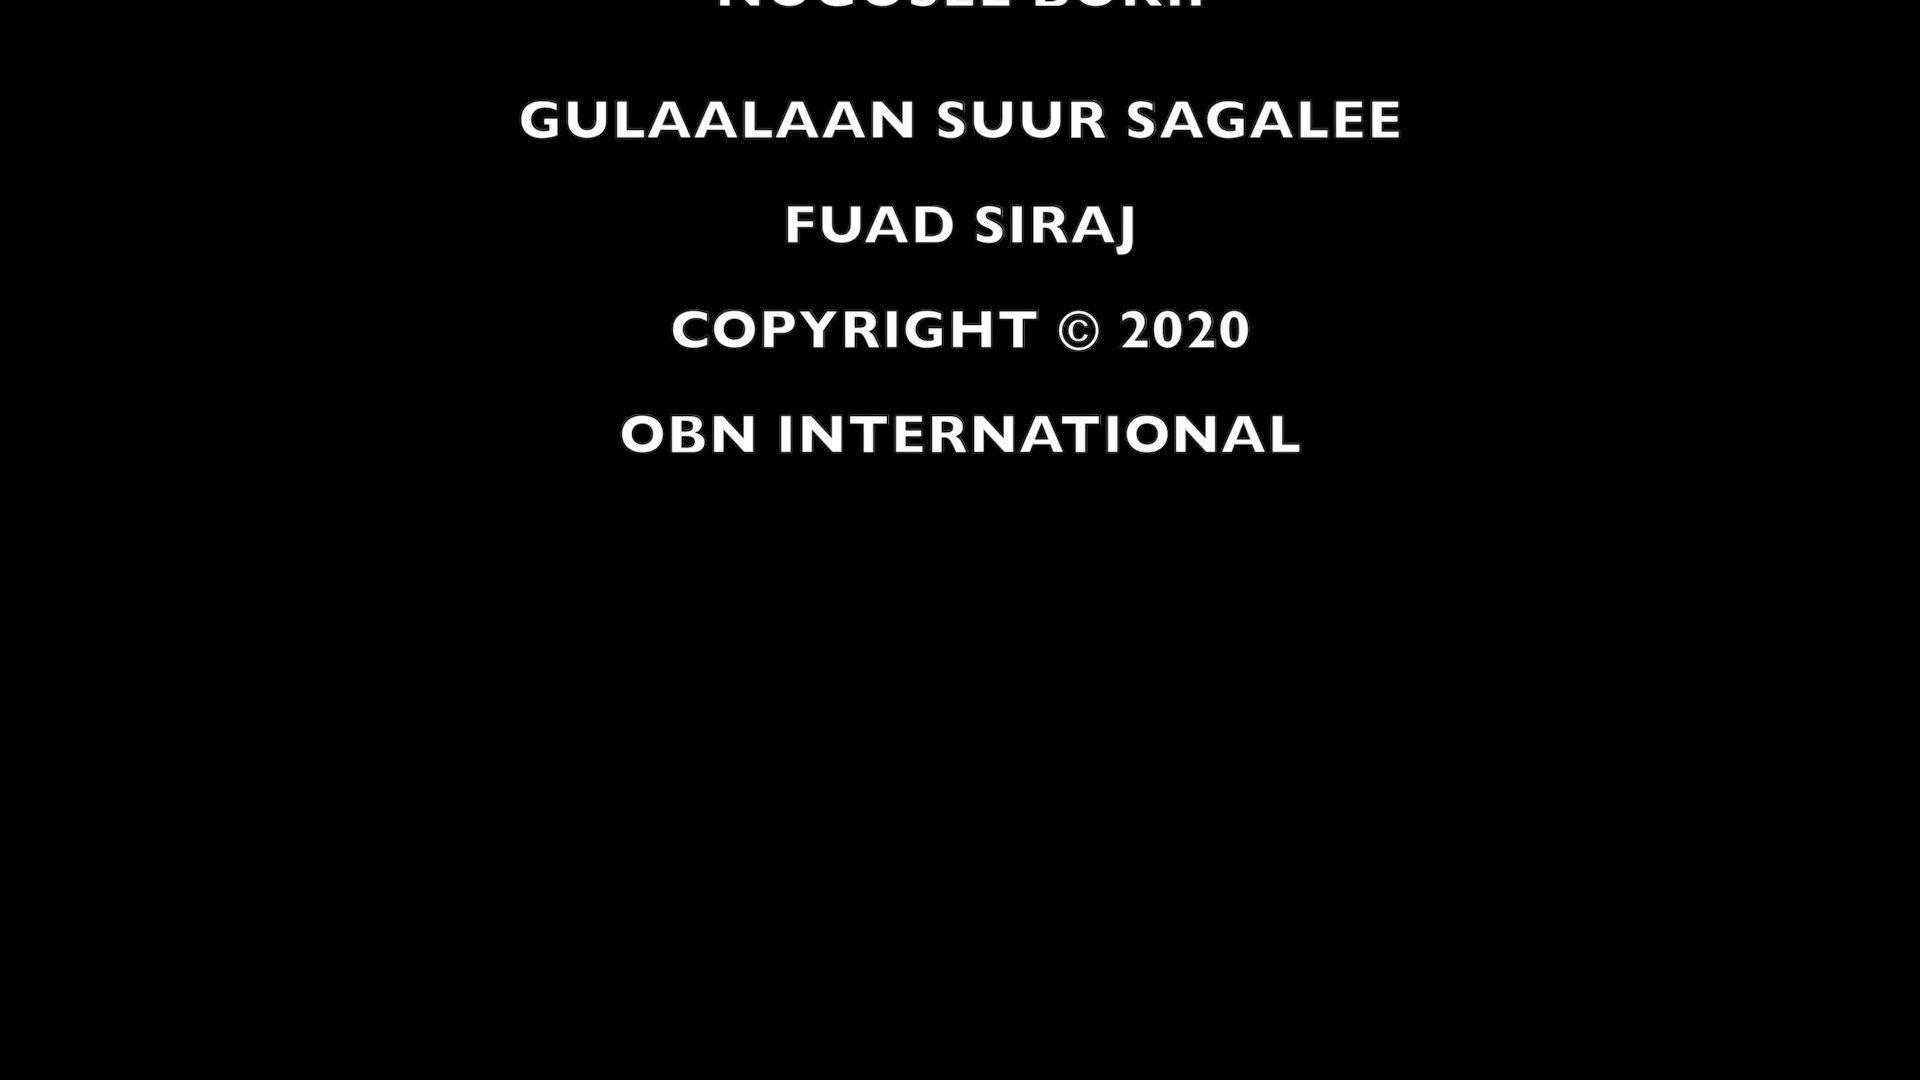 GULAALAAN SUUR SAGALEE
FUAD SIRAJ
COPYRIGHT © 2020
OBN INTERNATIONAL